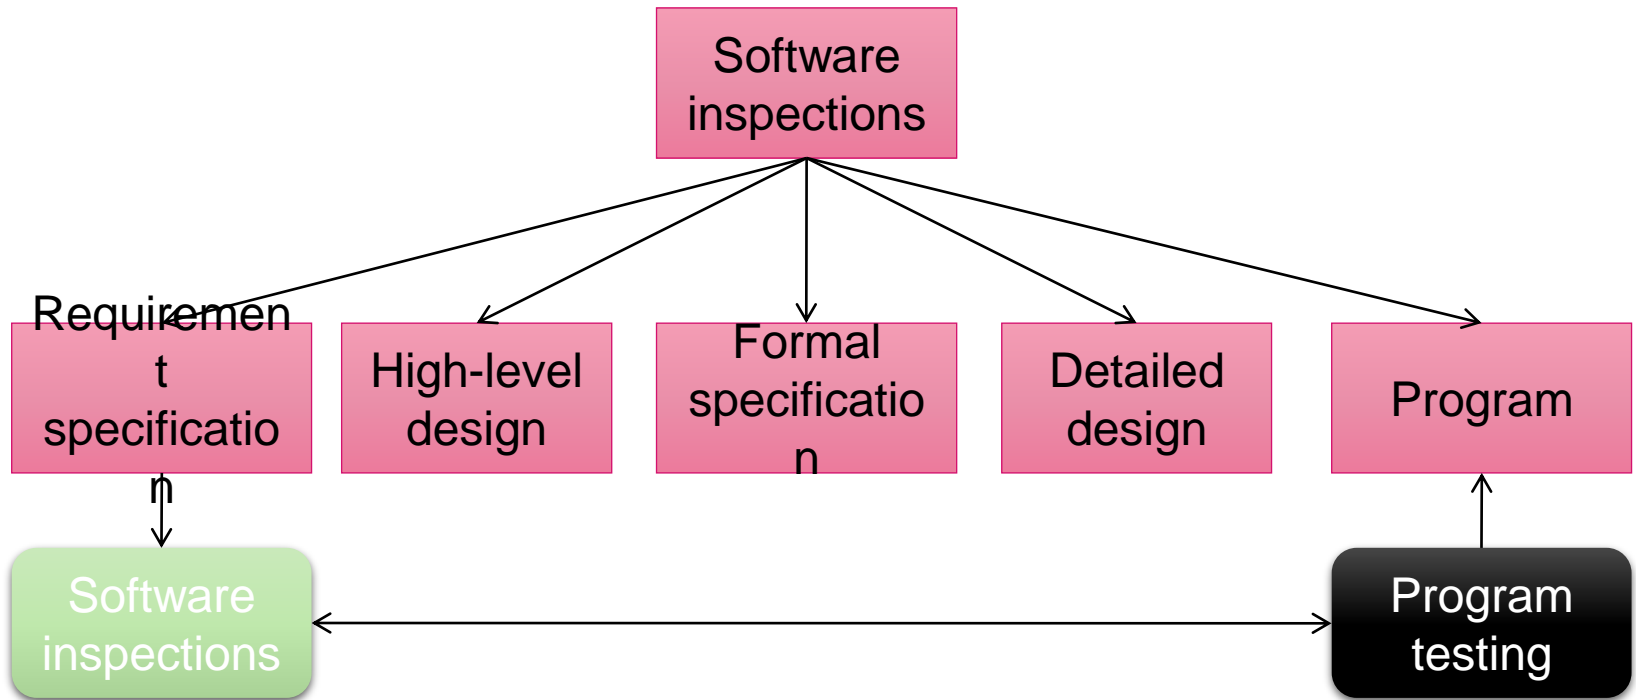 Software
inspections
Requiremen
t
specificatio
n
High-level
design
Formal
specificatio
n
Detailed
design
Program
Software
inspections
Program
testing